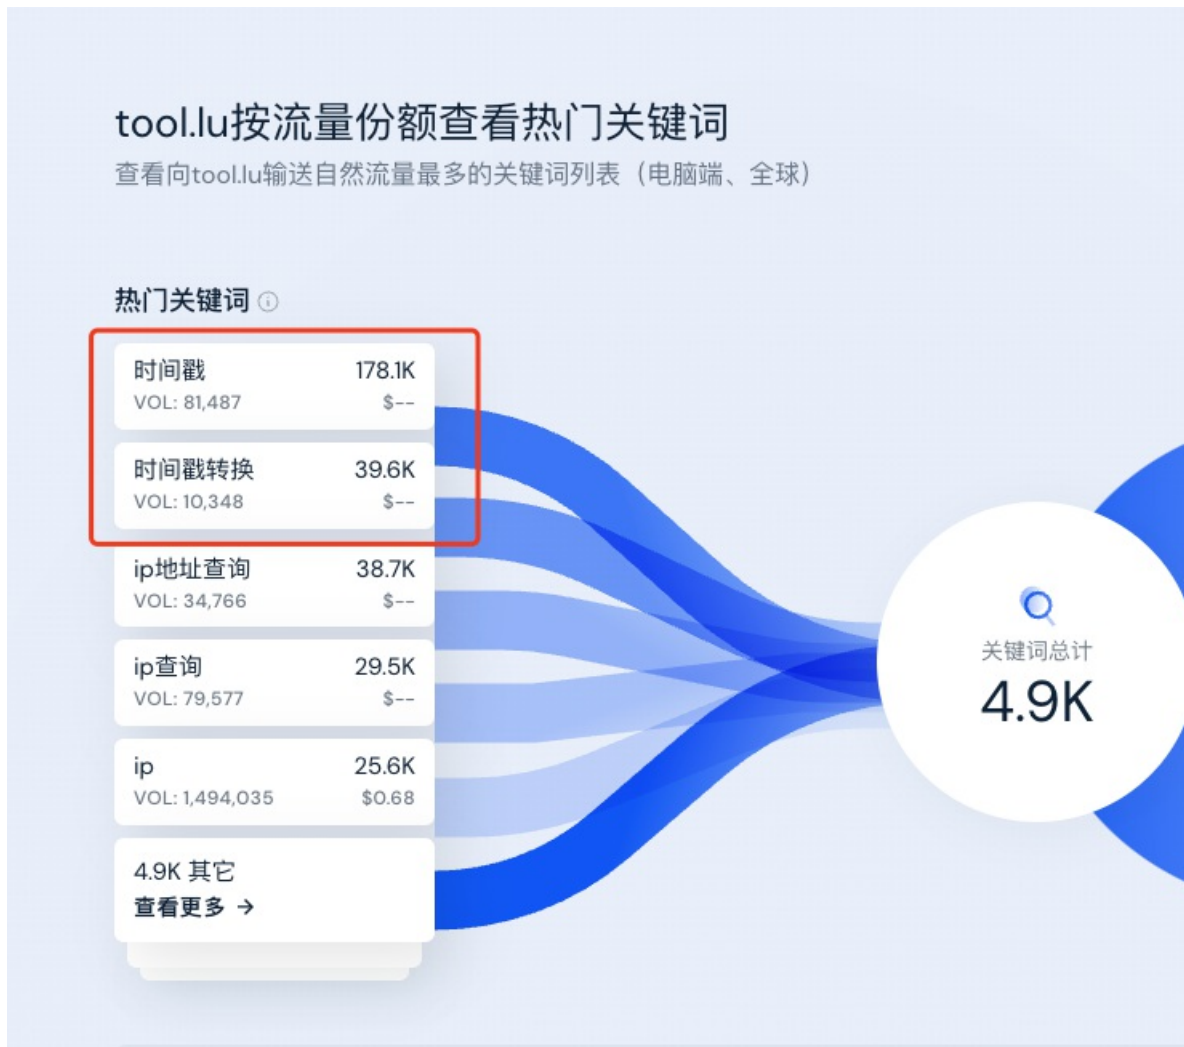 tool.lu按流量份额查看热门关键词
查看向tool.lu输送自然流量最多的关键词列表（电脑端、全球）
热门关键词
时间戳 178.1K
VOL: 81,487 $--
时间戳转换 39.6K
VOL: 10,348 $--
ip地址查询 38.7K
VOL: 34,766 $--
ip查询 29.5K
VOL: 79,577 $--
ip 25.6K
VOL: 1,494,035 $0.68
4.9K 其它
查看更多 →
关键词总计
4.9K